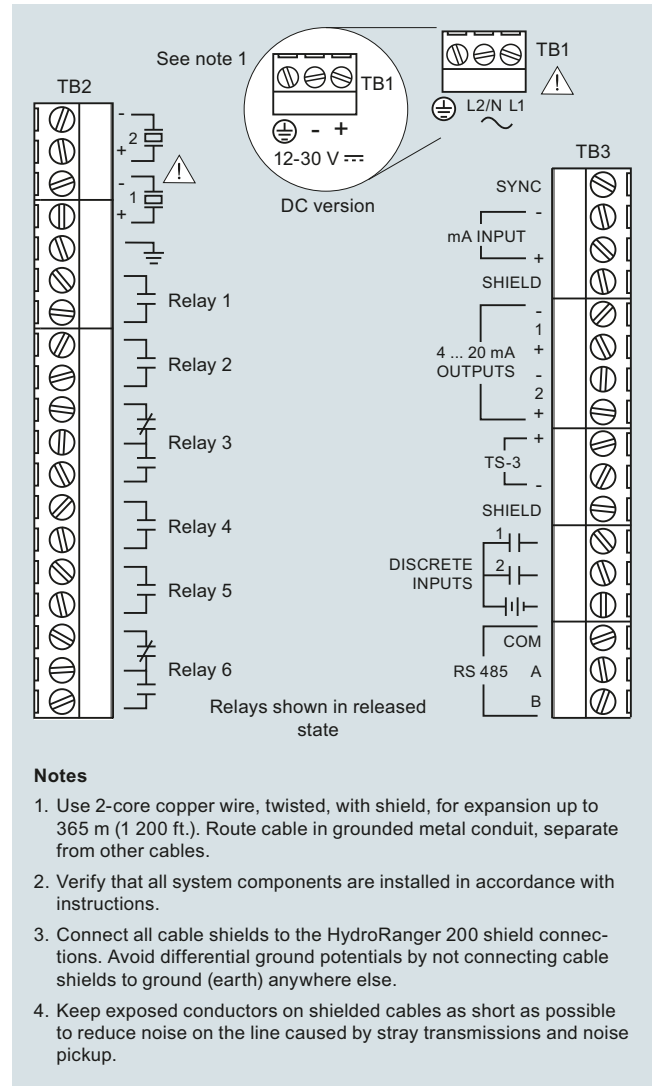 See note 1
TB1
TB1
L2/N L1
- +
12-30 V
DC version
TB2
-
2
+
-
1
+
Relay 1
Relay 2
Relay 3
Relay 4
Relay 5
Relay 6
Relays shown in released
state
TB3
SYNC
-
mA INPUT
+
SHIELD
-
1
4 ... 20 mA
+
OUTPUTS
-
2
+
+
TS-3
-
SHIELD
1
DISCRETE
2
INPUTS
COM
RS 485 A
B
Notes
1. Use 2-core copper wire, twisted, with shield, for expansion up to
365 m (1 200 ft.). Route cable in grounded metal conduit, separate
from other cables.
2. Verify that all system components are installed in accordance with
instructions.
3. Connect all cable shields to the HydroRanger 200 shield connec-
tions. Avoid differential ground potentials by not connecting cable
shields to ground (earth) anywhere else.
4. Keep exposed conductors on shielded cables as short as possible
to reduce noise on the line caused by stray transmissions and noise
pickup.